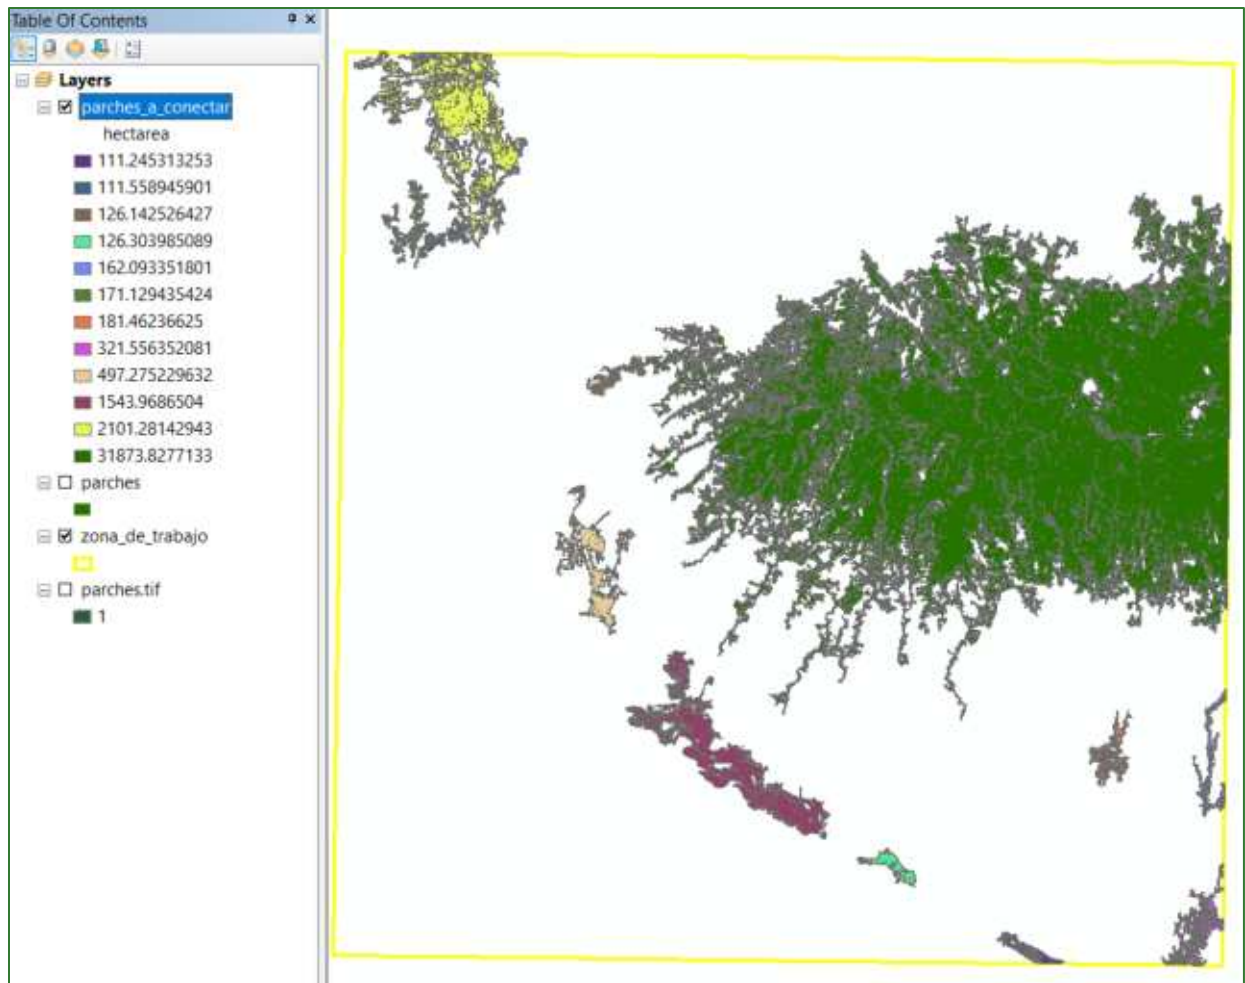 Table Of Contents
Layers
parches_a_conectar
hectarea
111.245313253
111.558945901
126.142526427
126.303985089
162.093351801
171.129435424
181.46236625
321.556352081
497.275229632
1543.9686504
2101.28142943
31873.8277133
parches
zona_de_trabajo
parches.tif
1